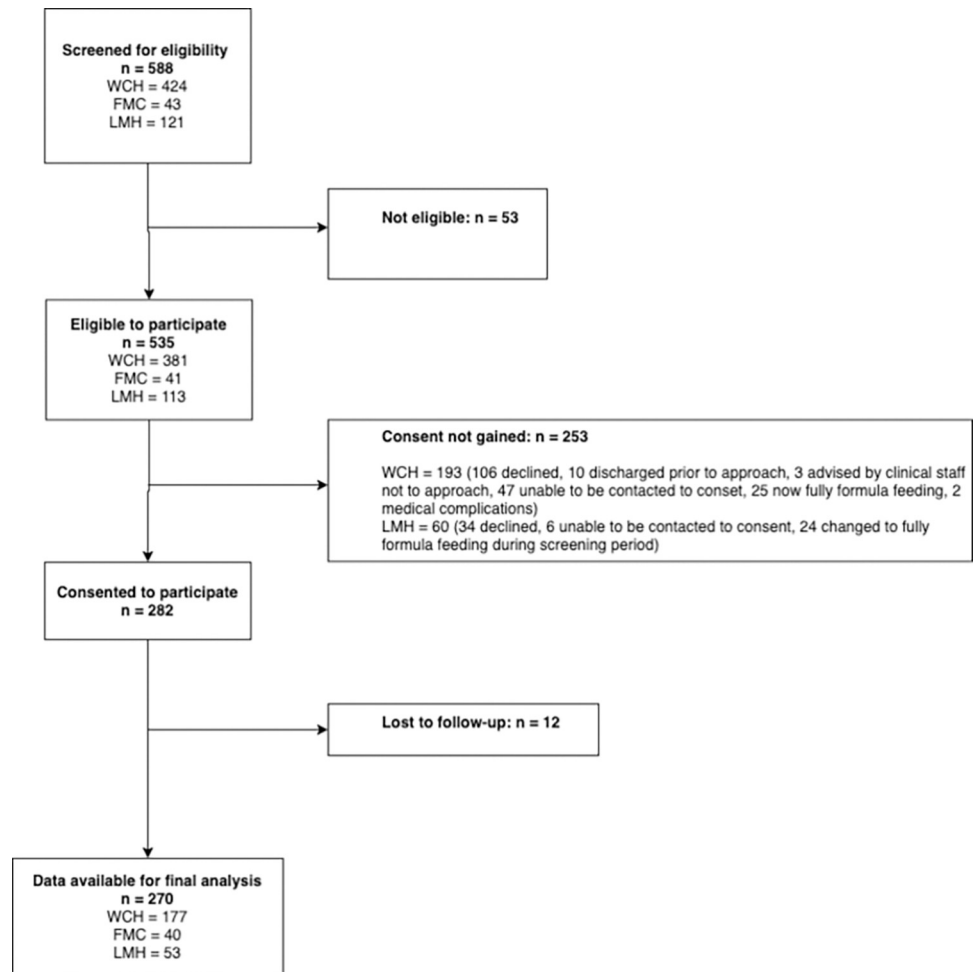 Screened for eligibility
n = 588
WCH = 424
FMC = 43
LMH = 121
Not eligible: n = 53
Eligible to participate
n = 535
WCH = 381
FMC = 41
LMH = 113
Consent not gained: n = 253
WCH = 193 (106 declined, 10 discharged prior to approach, 3 advised by clinical staff
not to approach, 47 unable to be contacted to conset, 25 now fully formula feeding, 2
medical complications)
LMH = 60 (34 declined, 6 unable to be contacted to consent, 24 changed to fully
formula feeding during screening period)
Consented to participate
n = 282
Lost to follow-up: n = 12
Data available for final analysis
n = 270
WCH = 177
FMC = 40
LMH = 53